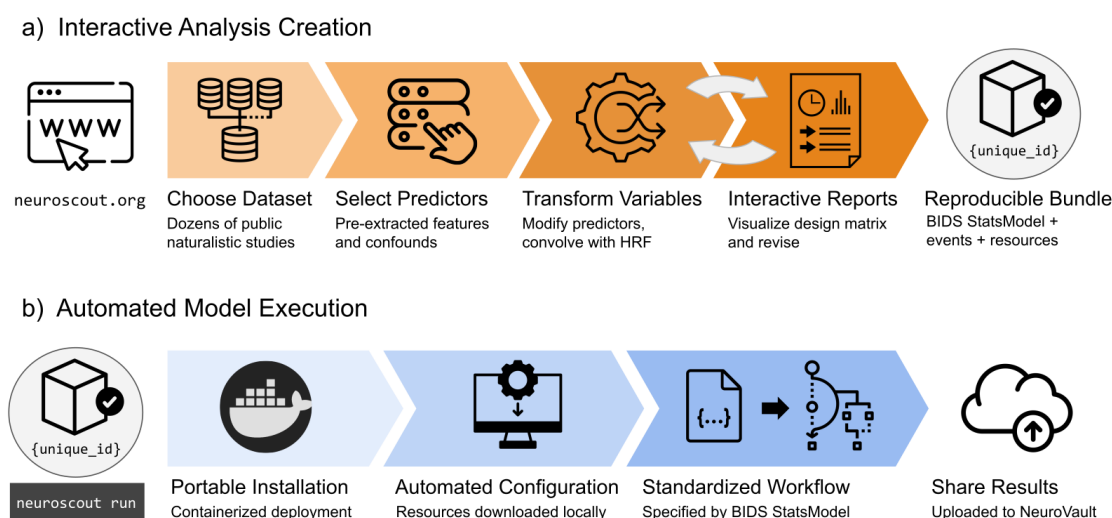 a) Interactive Analysis Creation
www
neuroscout.org
Choose Dataset
Dozens of public
naturalistic studies
Select Predictors
Pre-extracted features
and confounds
Transform Variables
Modify predictors,
convolve with HRF
Interactive Reports
Visualize design matrix
and revise
{unique_id}
Reproducible Bundle
BIDS StatsModel +
events + resources
b) Automated Model Execution
{unique_id}
neuroscout run
Portable Installation
Containerized deployment
Automated Configuration
Resources downloaded locally
{...}
Standardized Workflow
Specified by BIDS StatsModel
Share Results
Uploaded to NeuroVault